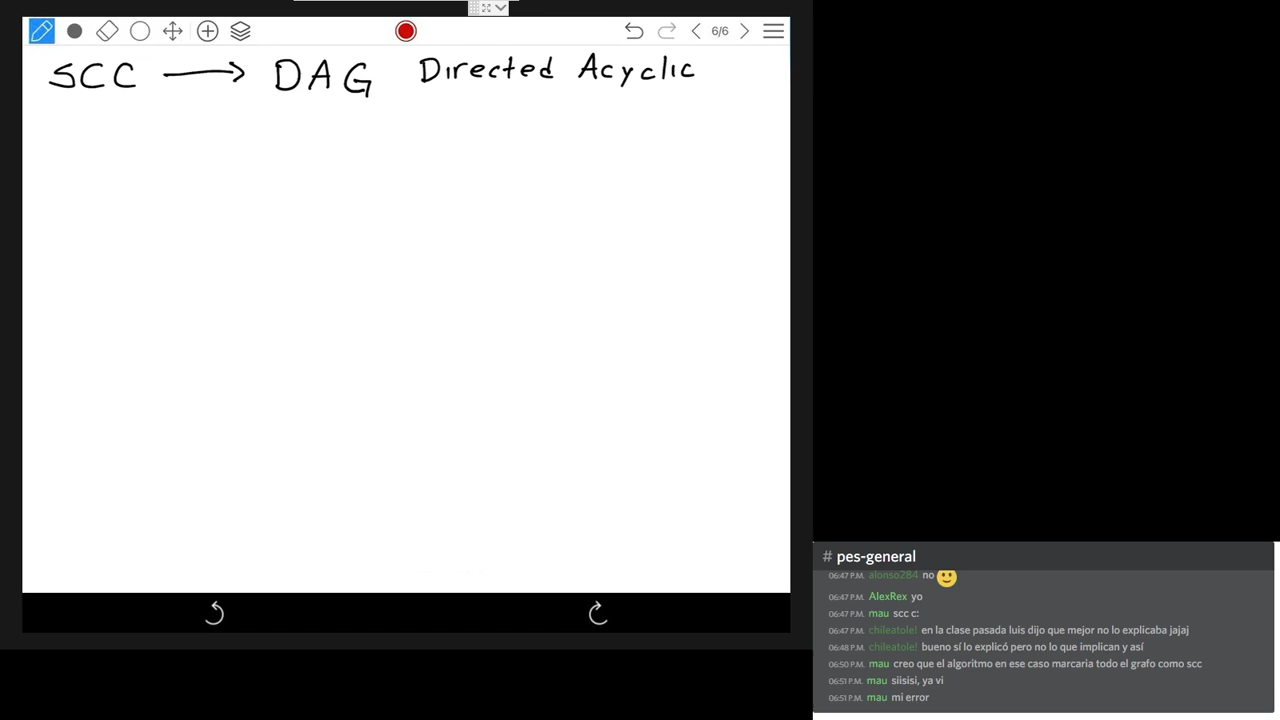 6/6
SCC → DAG Directed Acyclic
# pes-general
06:47 P.M. alonso284 no 🙂
06:47 P.M. AlexRex yo
06:47 P.M. mau scc c:
06:47 P.M. chileatole! en la clase pasada luis dijo que mejor no lo explicaba jajaj
06:48 P.M. chileatole! bueno sí lo explicó pero no lo que implican y así
06:50 P.M. mau creo que el algoritmo en ese caso marcaria todo el grafo como scc
06:51 P.M. mau siisisi, ya vi
06:51 P.M. mau mi error